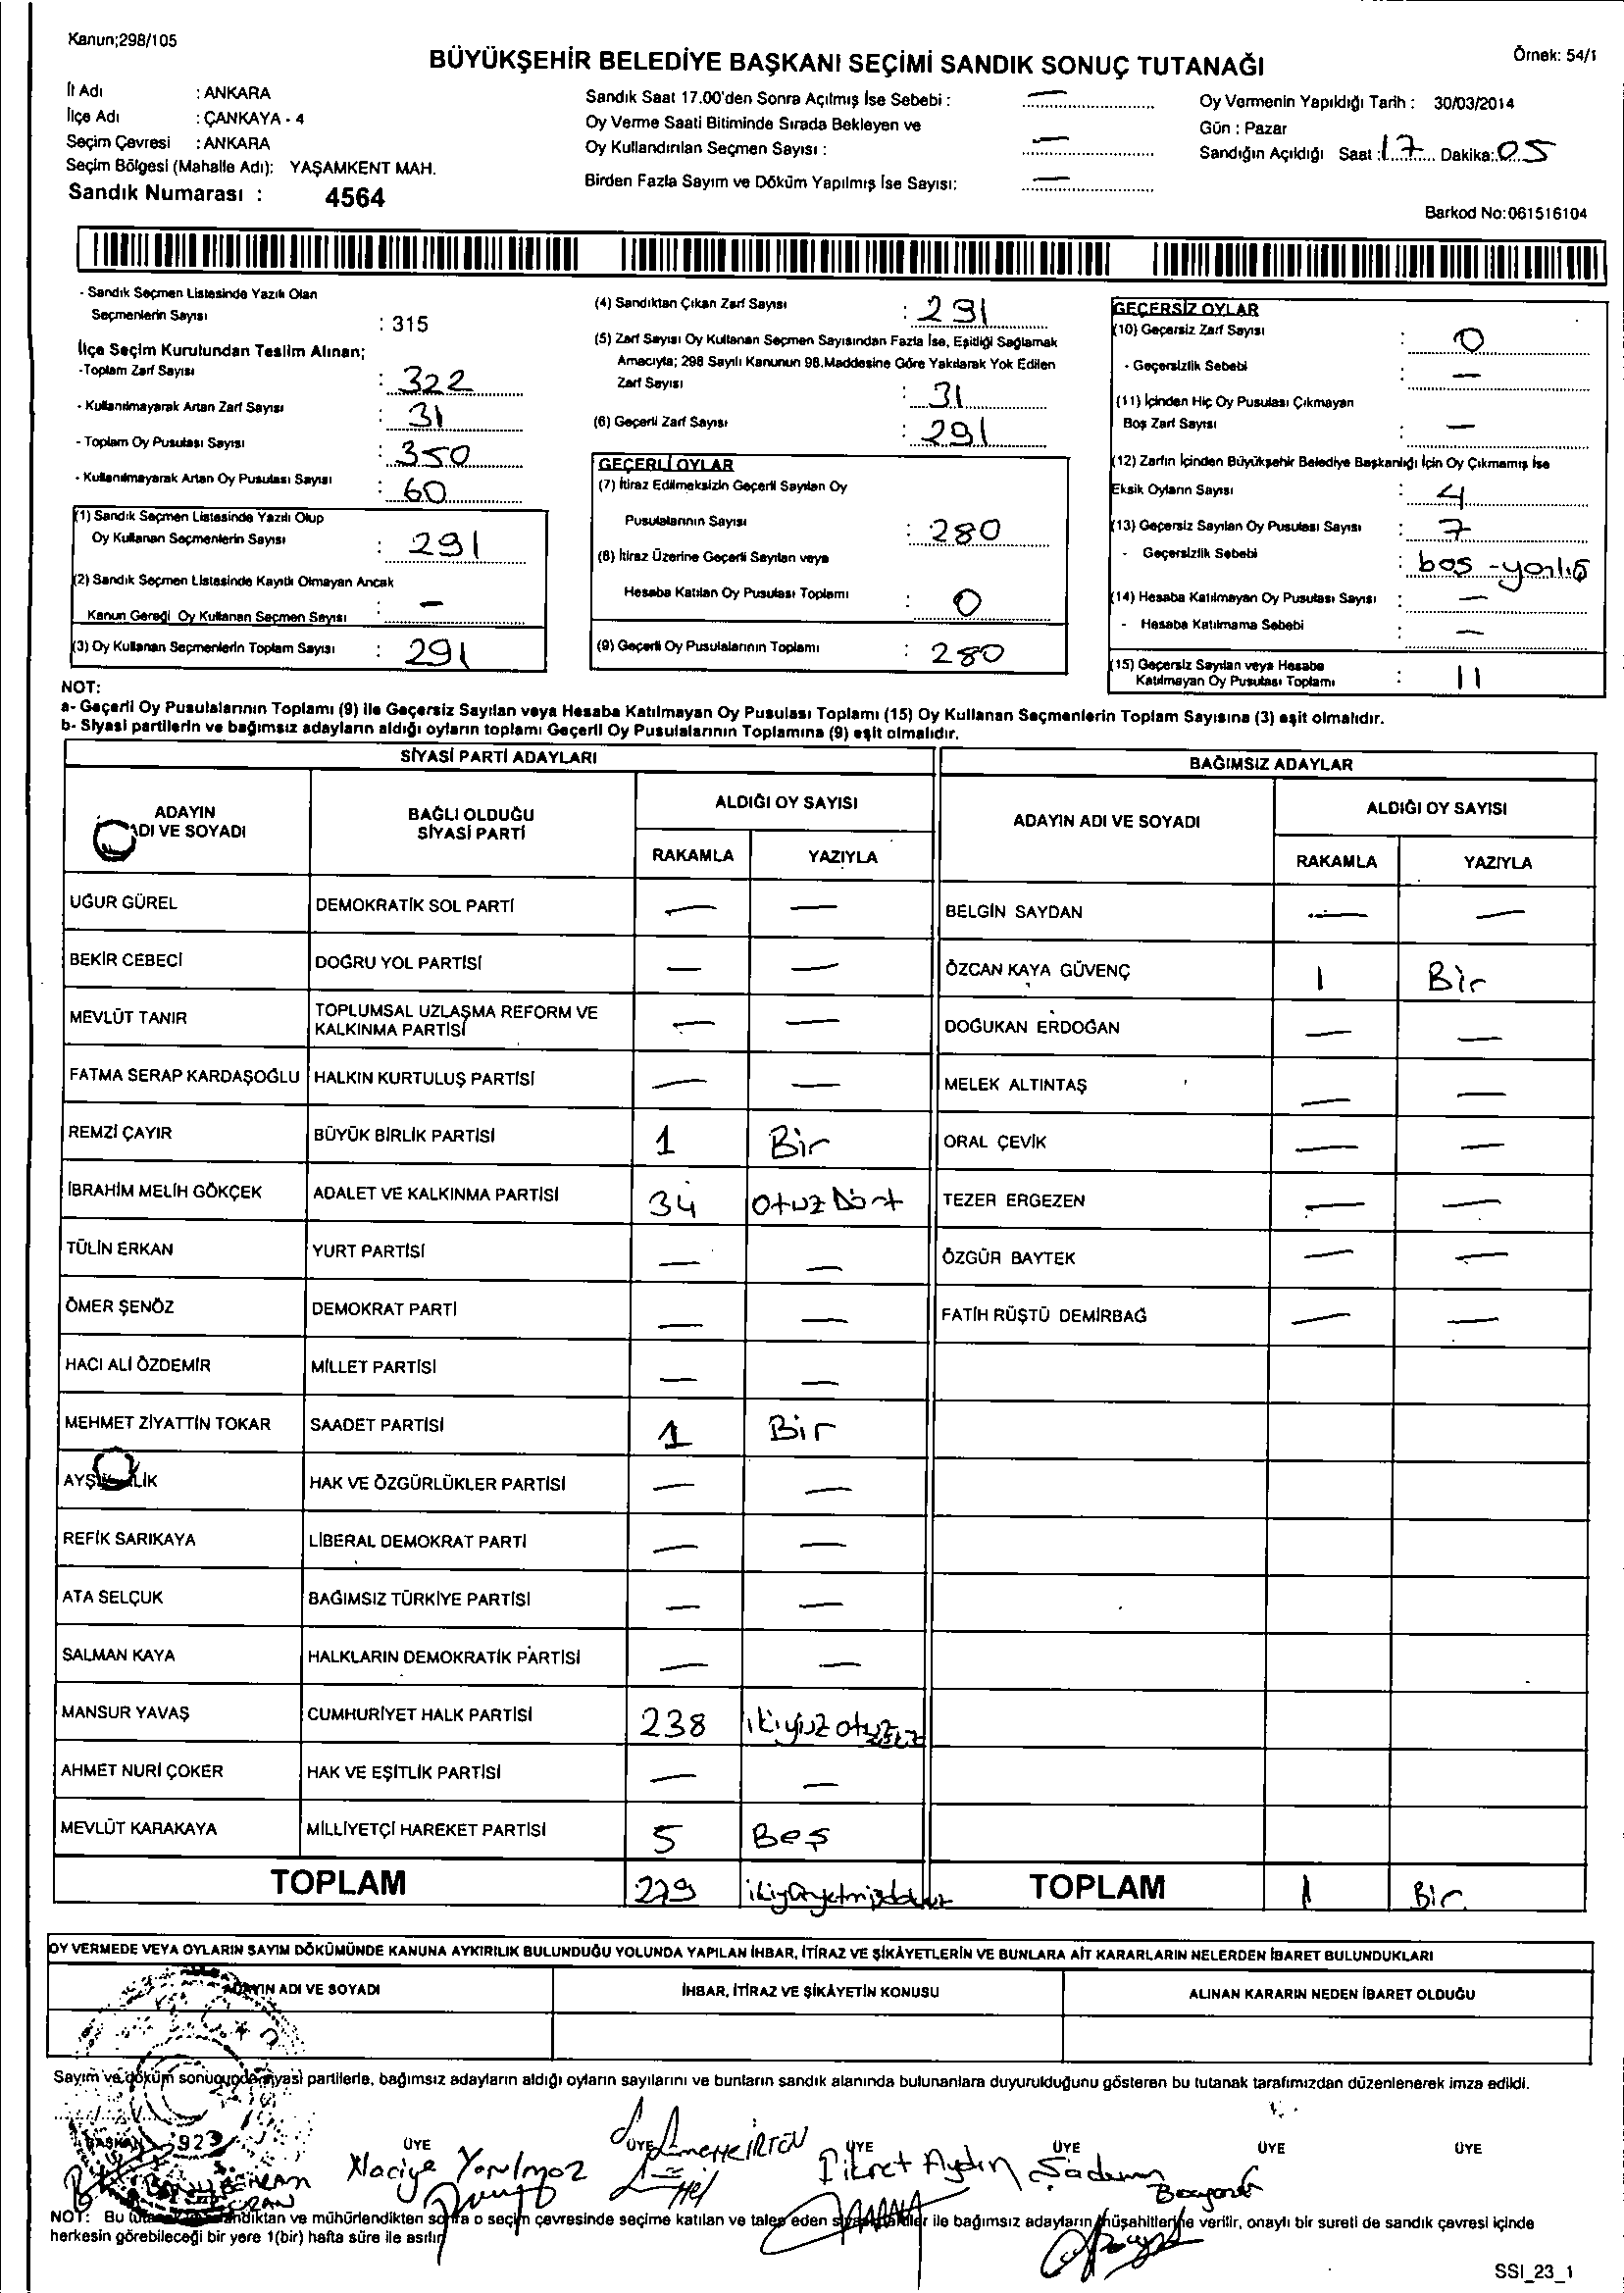 Kanun;298/105
Örnek: 54/1
BÜYÜKŞEHİR BELEDİYE BAŞKANI SEÇİMİ SANDIK SONUÇ TUTANAĞI
İl Adı : ANKARA
İlçe Adı : ÇANKAYA - 4
Seçim Çevresi : ANKARA
Seçim Bölgesi (Mahalle Adı): YAŞAMKENT MAH.
Sandık Numarası : 4564
Sandık Saat 17.00'den Sonra Açılmış İse Sebebi : —
Oy Verme Saati Bitiminde Sırada Bekleyen ve
Oy Kullandırılan Seçmen Sayısı : —
Birden Fazla Sayım ve Döküm Yapılmış İse Sayısı: —
Oy Vermenin Yapıldığı Tarih : 30/03/2014
Gün : Pazar
Sandığın Açıldığı Saat : 17 Dakika: 05
Barkod No:061516104
- Sandık Seçmen Listesinde Yazılı Olan
Seçmenlerin Sayısı : 315
İlçe Seçim Kurulundan Teslim Alınan;
-Toplam Zarf Sayısı : 322
- Kullanılmayarak Artan Zarf Sayısı : 31
- Toplam Oy Pusulası Sayısı : 350
- Kullanılmayarak Artan Oy Pusulası Sayısı : 60
(1) Sandık Seçmen Listesinde Yazılı Olup
Oy Kullanan Seçmenlerin Sayısı : 291
(2) Sandık Seçmen Listesinde Kayıtlı Olmayan Ancak
Kanun Gereği Oy Kullanan Seçmen Sayısı : —
(3) Oy Kullanan Seçmenlerin Toplam Sayısı : 291
(4) Sandıktan Çıkan Zarf Sayısı : 291
(5) Zarf Sayısı Oy Kullanan Seçmen Sayısından Fazla İse, Eşitliği Sağlamak
Amacıyla; 298 Sayılı Kanunun 98.Maddesine Göre Yakılarak Yok Edilen
Zarf Sayısı : 31
(6) Geçerli Zarf Sayısı : 291
GEÇERLİ OYLAR
(7) İtiraz Edilmeksizin Geçerli Sayılan Oy
Pusulalarının Sayısı : 280
(8) İtiraz Üzerine Geçerli Sayılan veya
Hesaba Katılan Oy Pusulası Toplamı : 0
(9) Geçerli Oy Pusulalarının Toplamı : 280
GEÇERSİZ OYLAR
(10) Geçersiz Zarf Sayısı : 0
- Geçersizlik Sebebi : —
(11) İçinden Hiç Oy Pusulası Çıkmayan
Boş Zarf Sayısı : —
(12) Zarfın İçinden Büyükşehir Belediye Başkanlığı İçin Oy Çıkmamış İse
Eksik Oyların Sayısı : 4
(13) Geçersiz Sayılan Oy Pusulası Sayısı : 7
- Geçersizlik Sebebi : boş - yanlış
(14) Hesaba Katılmayan Oy Pusulası Sayısı : —
- Hesaba Katılmama Sebebi : —
(15) Geçersiz Sayılan veya Hesaba
Katılmayan Oy Pusulası Toplamı : 11
NOT:
a- Geçerli Oy Pusulalarının Toplamı (9) ile Geçersiz Sayılan veya Hesaba Katılmayan Oy Pusulası Toplamı (15) Oy Kullanan Seçmenlerin Toplam Sayısına (3) eşit olmalıdır.
b- Siyasi partilerin ve bağımsız adayların aldığı oyların toplamı Geçerli Oy Pusulalarının Toplamına (9) eşit olmalıdır.
SİYASİ PARTİ ADAYLARI
ADAYIN ADI VE SOYADI
BAĞLI OLDUĞU SİYASİ PARTİ
ALDIĞI OY SAYISI
RAKAMLA YAZIYLA
UĞUR GÜREL DEMOKRATİK SOL PARTİ — —
BEKİR CEBECİ DOĞRU YOL PARTİSİ — —
MEVLÜT TANIR TOPLUMSAL UZLAŞMA REFORM VE KALKINMA PARTİSİ — —
FATMA SERAP KARDAŞOĞLU HALKIN KURTULUŞ PARTİSİ — —
REMZİ ÇAYIR BÜYÜK BİRLİK PARTİSİ 1 Bir
İBRAHİM MELİH GÖKÇEK ADALET VE KALKINMA PARTİSİ 34 Otuz Dört
TÜLİN ERKAN YURT PARTİSİ — —
ÖMER ŞENÖZ DEMOKRAT PARTİ — —
HACI ALİ ÖZDEMİR MİLLET PARTİSİ — —
MEHMET ZİYATTİN TOKAR SAADET PARTİSİ 1 Bir
HAK VE ÖZGÜRLÜKLER PARTİSİ — —
REFİK SARIKAYA LİBERAL DEMOKRAT PARTİ — —
ATA SELÇUK BAĞIMSIZ TÜRKİYE PARTİSİ — —
SALMAN KAYA HALKLARIN DEMOKRATİK PARTİSİ — —
MANSUR YAVAŞ CUMHURİYET HALK PARTİSİ 238 ikiyüz otuzsekiz
AHMET NURİ ÇOKER HAK VE EŞİTLİK PARTİSİ — —
MEVLÜT KARAKAYA MİLLİYETÇİ HAREKET PARTİSİ 5 Beş
TOPLAM 279 ikiyüzyetmişdokuz
BAĞIMSIZ ADAYLAR
ADAYIN ADI VE SOYADI
ALDIĞI OY SAYISI
RAKAMLA YAZIYLA
BELGİN SAYDAN — —
ÖZCAN KAYA GÜVENÇ 1 Bir
DOĞUKAN ERDOĞAN — —
MELEK ALTINTAŞ — —
ORAL ÇEVİK — —
TEZER ERGEZEN — —
ÖZGÜR BAYTEK — —
FATİH RÜŞTÜ DEMİRBAĞ — —
TOPLAM 1 Bir
OY VERMEDE VEYA OYLARIN SAYIM DÖKÜMÜNDE KANUNA AYKIRILIK BULUNDUĞU YOLUNDA YAPILAN İHBAR, İTİRAZ VE ŞİKAYETLERİN VE BUNLARA AİT KARARLARIN NELERDEN İBARET BULUNDUKLARI
ADAYIN ADI VE SOYADI
İHBAR, İTİRAZ VE ŞİKAYETİN KONUSU
ALINAN KARARIN NEDEN İBARET OLDUĞU
Sayım ve döküm sonucunda siyasi partilerle, bağımsız adayların aldığı oyların sayılarını ve bunların sandık alanında bulunanlara duyurulduğunu gösteren bu tutanak tarafımızdan düzenlenerek imza edildi.
BAŞKAN ÜYE ÜYE ÜYE ÜYE ÜYE ÜYE
Naciye Yorulmaz
Fikret Aydın
NOT: Bu ve mühürlendikten sonra o seçim çevresinde seçime katılan ve talep eden ile bağımsız adayların müşahitlerine verilir, onaylı bir sureti de sandık çevresi içinde
herkesin görebileceği bir yere 1(bir) hafta süre ile asılır
SSI_23_1